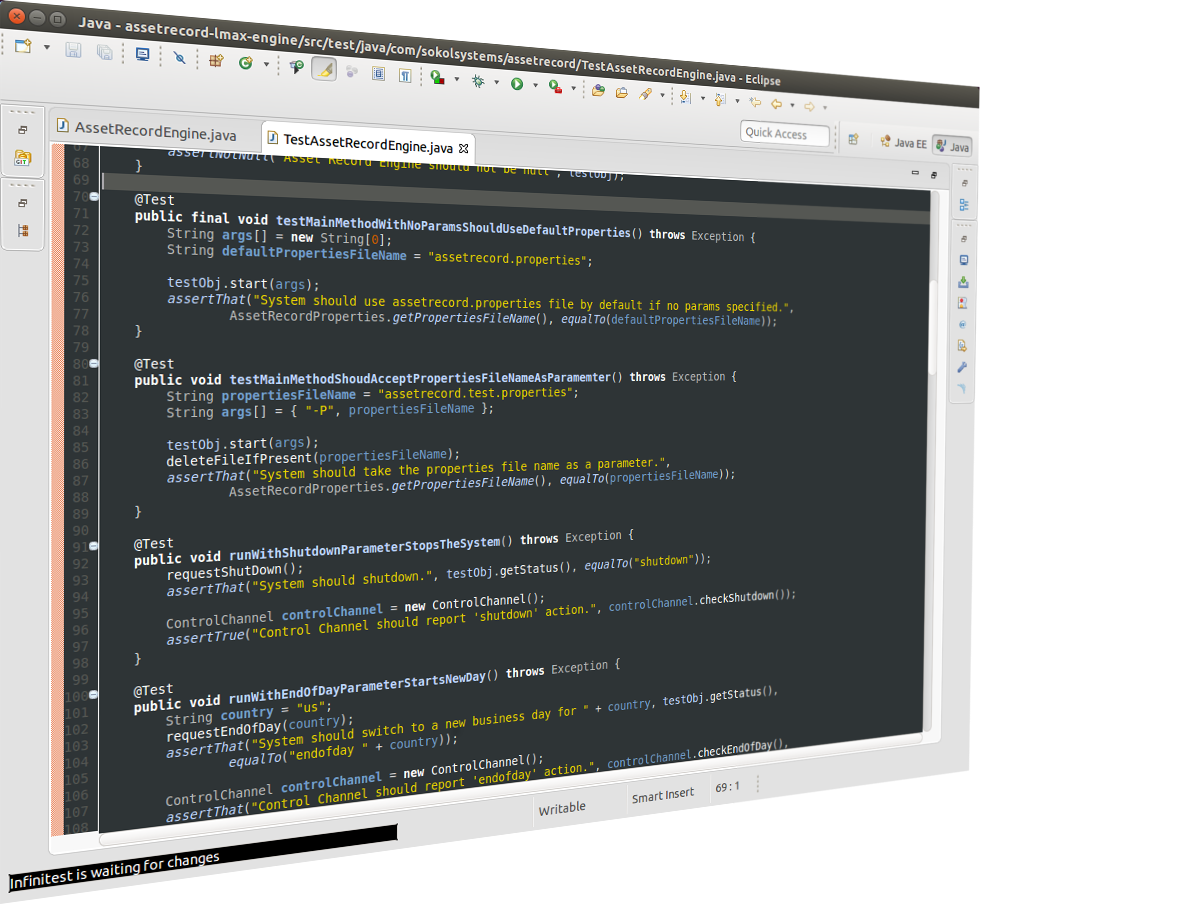 Java - assetrecord-lmax-engine/src/test/java/com/sokolsystems/assetrecord/TestAssetRecordEngine.java - Eclipse
Quick Access
Java EE
Java
AssetRecordEngine.java
TestAssetRecordEngine.java
67 assertNotNull("Asset Record Engine should not be null", testObj);
68 }
69
70 @Test
71 public final void testMainMethodWithNoParamsShouldUseDefaultProperties() throws Exception {
72 String args[] = new String[0];
73 String defaultPropertiesFileName = "assetrecord.properties";
74
75 testObj.start(args);
76 assertThat("System should use assetrecord.properties file by default if no params specified.",
77 AssetRecordProperties.getPropertiesFileName(), equalTo(defaultPropertiesFileName));
78 }
79
80 @Test
81 public void testMainMethodShoudAcceptPropertiesFileNameAsParamemter() throws Exception {
82 String propertiesFileName = "assetrecord.test.properties";
83 String args[] = { "-P", propertiesFileName };
84
85 testObj.start(args);
86 deleteFileIfPresent(propertiesFileName);
87 assertThat("System should take the properties file name as a parameter.",
88 AssetRecordProperties.getPropertiesFileName(), equalTo(propertiesFileName));
89 }
90
91 @Test
92 public void runWithShutdownParameterStopsTheSystem() throws Exception {
93 requestShutDown();
94 assertThat("System should shutdown.", testObj.getStatus(), equalTo("shutdown"));
95
96 ControlChannel controlChannel = new ControlChannel();
97 assertTrue("Control Channel should report 'shutdown' action.", controlChannel.checkShutdown());
98 }
99
100 @Test
101 public void runWithEndOfDayParameterStartsNewDay() throws Exception {
102 String country = "us";
103 requestEndOfDay(country);
104 assertThat("System should switch to a new business day for " + country, testObj.getStatus(),
105 equalTo("endofday " + country));
106
107 ControlChannel controlChannel = new ControlChannel();
108 assertThat("Control Channel should report 'endofday' action.", controlChannel.checkEndOfDay(),
Writable
Smart Insert
69 : 1
Infinitest is waiting for changes